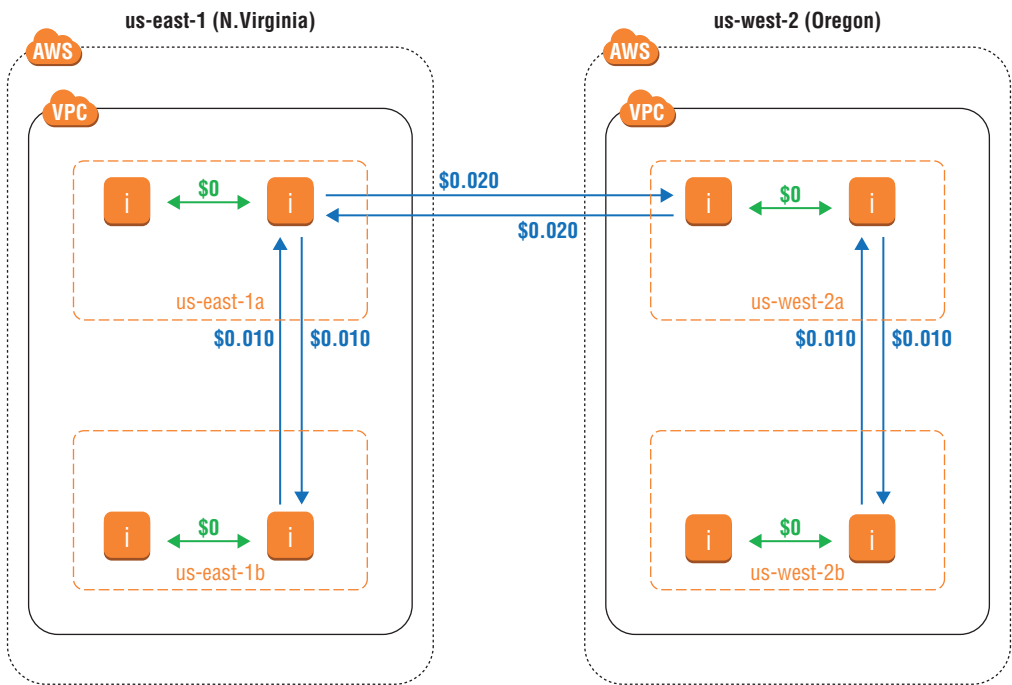 us-east-1 (N.Virginia)
us-west-2 (Oregon)
AWS
AWS
VPC
VPC
i
$0
i
$0.020
$0.020
i
$0
i
us-east-1a
us-west-2a
$0.010
$0.010
$0.010
$0.010
i
$0
i
i
$0
i
us-east-1b
us-west-2b